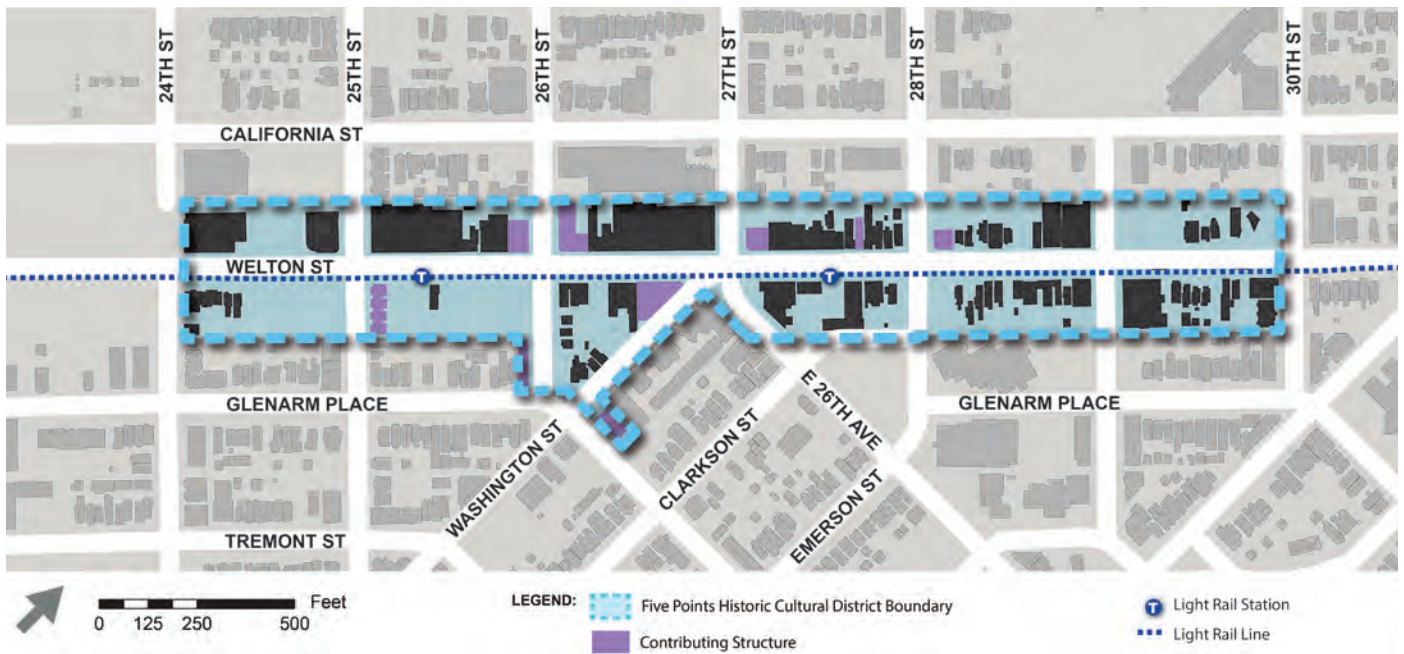 24TH ST
25TH ST
26TH ST
27TH ST
28TH ST
30TH ST
CALIFORNIA ST
WELTON ST
T
T
GLENARM PLACE
GLENARM PLACE
E 26TH AVE
WASHINGTON ST
CLARKSON ST
EMERSON ST
TREMONT ST
Feet
0 125 250 500
LEGEND:
Five Points Historic Cultural District Boundary
Contributing Structure
T Light Rail Station
Light Rail Line